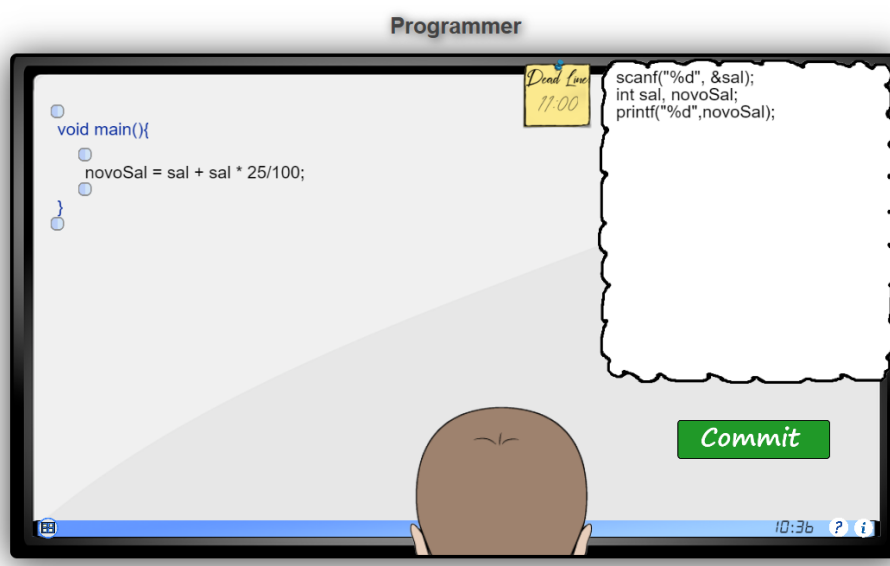 Programmer
Dead Line
11:00
scanf("%d", &sal);
int sal, novoSal;
printf("%d",novoSal);
void main(){
novoSal = sal + sal * 25/100;
}
Commit
10:36
?
i